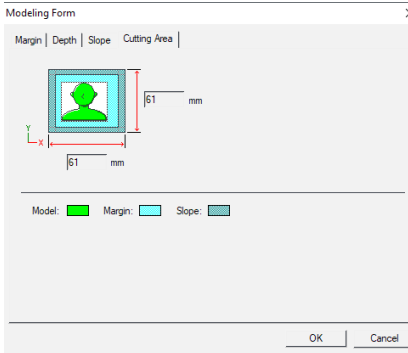 Modeling Form
Margin Depth Slope Cutting Area
61 mm
Y
X
61 mm
Model: Margin: Slope:
OK Cancel